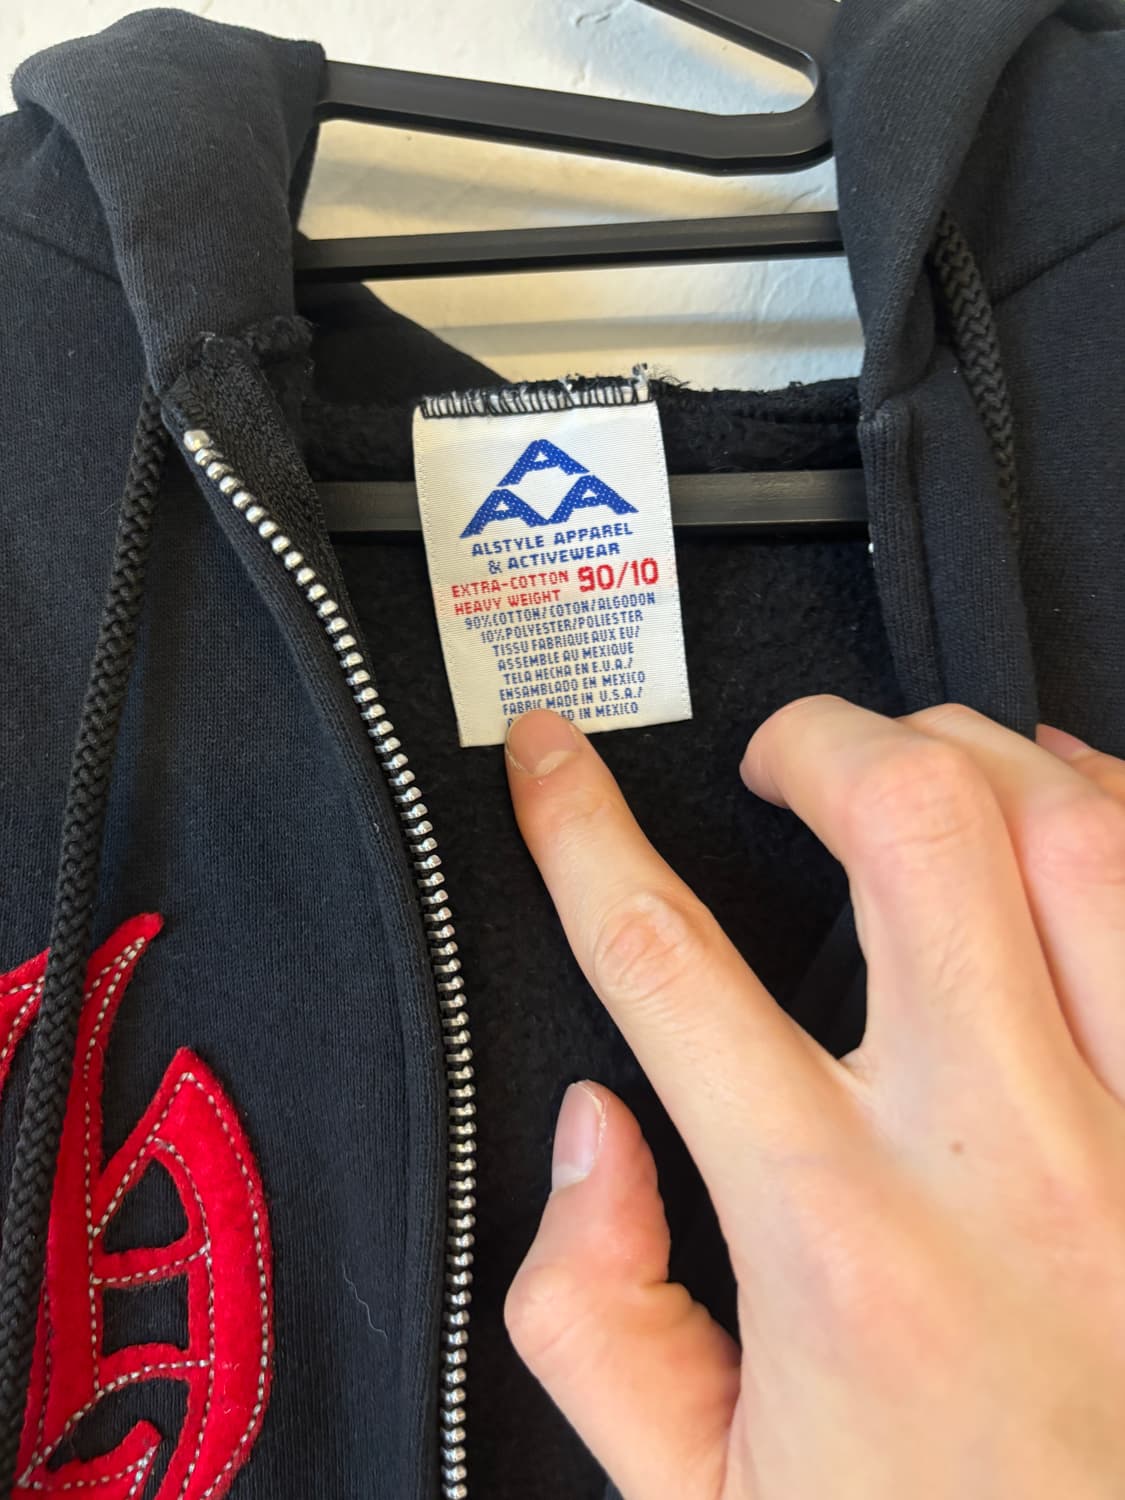 A
A A
ALSTYLE APPAREL
& ACTIVEWEAR
EXTRA-COTTON 90/10
HEAVY WEIGHT
90%COTTON/COTON/ALGODON
10%POLYESTER/POLIESTER
TISSU FABRIQUE AUX EU/
ASSEMBLE AU MEXIQUE
TELA HECHA EN E.U.A./
ENSAMBLADO EN MEXICO
FABRIC MADE IN U.S.A./
IN MEXICO